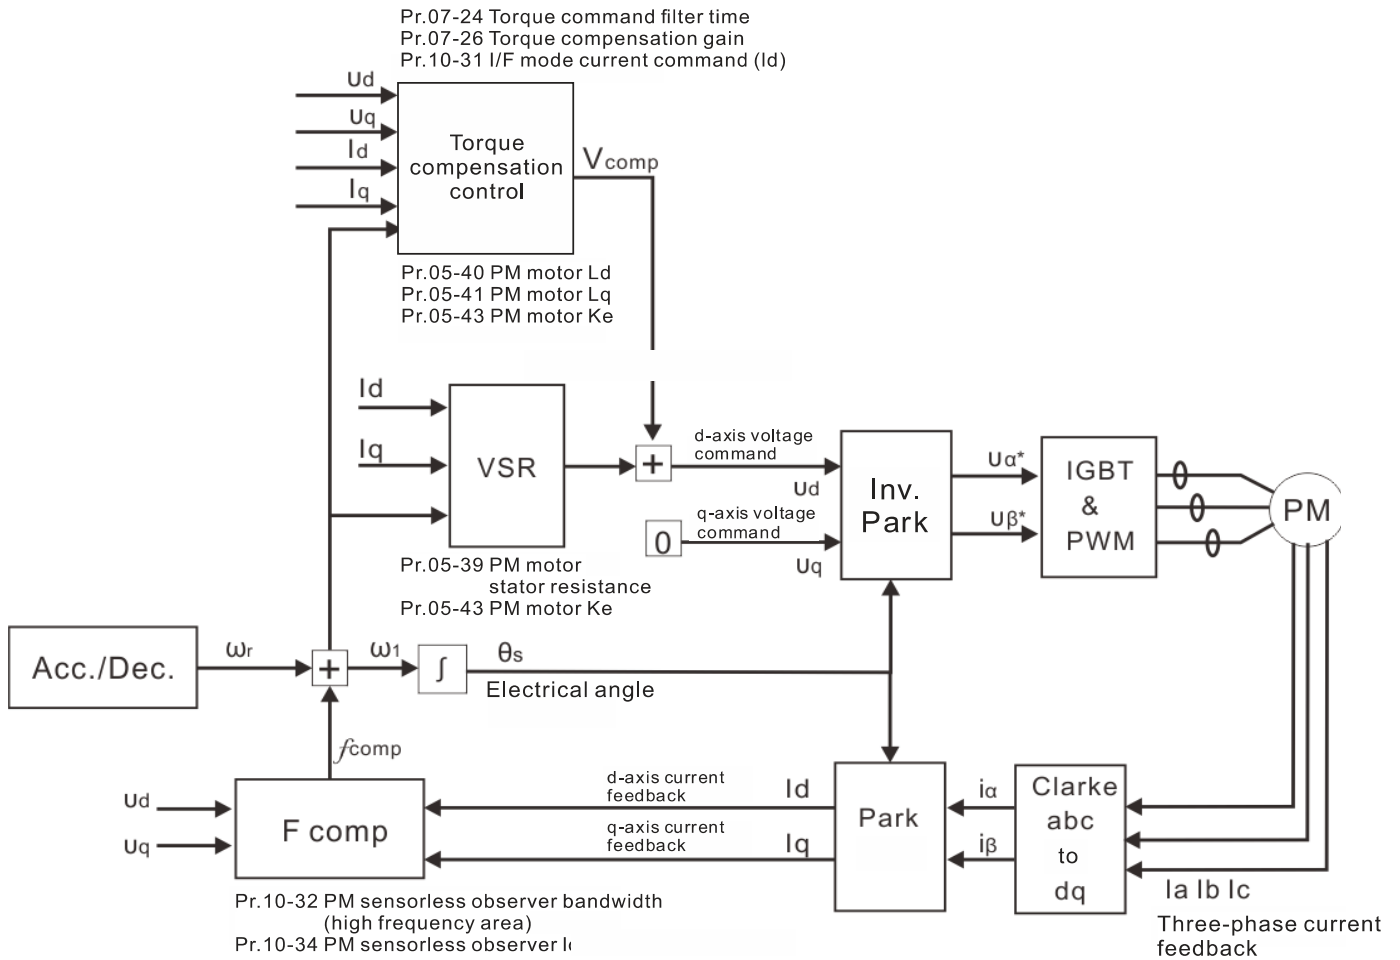 Pr.07-24 Torque command filter time
Pr.07-26 Torque compensation gain
Pr.10-31 I/F mode current command (Id)
ud
uq
Id
Iq
Torque
compensation
control
Vcomp
Pr.05-40 PM motor Ld
Pr.05-41 PM motor Lq
Pr.05-43 PM motor Ke
Id
Iq
VSR
+
d-axis voltage
command
ud
q-axis voltage
command
0
uq
Inv.
Park
uα*
uβ*
IGBT
&
PWM
PM
Pr.05-39 PM motor
stator resistance
Pr.05-43 PM motor Ke
Acc./Dec.
ωr
+
ω1
∫
θs
Electrical angle
fcomp
ud
uq
F comp
d-axis current
feedback
Id
q-axis current
feedback
Iq
Park
iα
iβ
Clarke
abc
to
dq
Ia Ib Ic
Three-phase current
feedback
Pr.10-32 PM sensorless observer bandwidth
(high frequency area)
Pr.10-34 PM sensorless observer